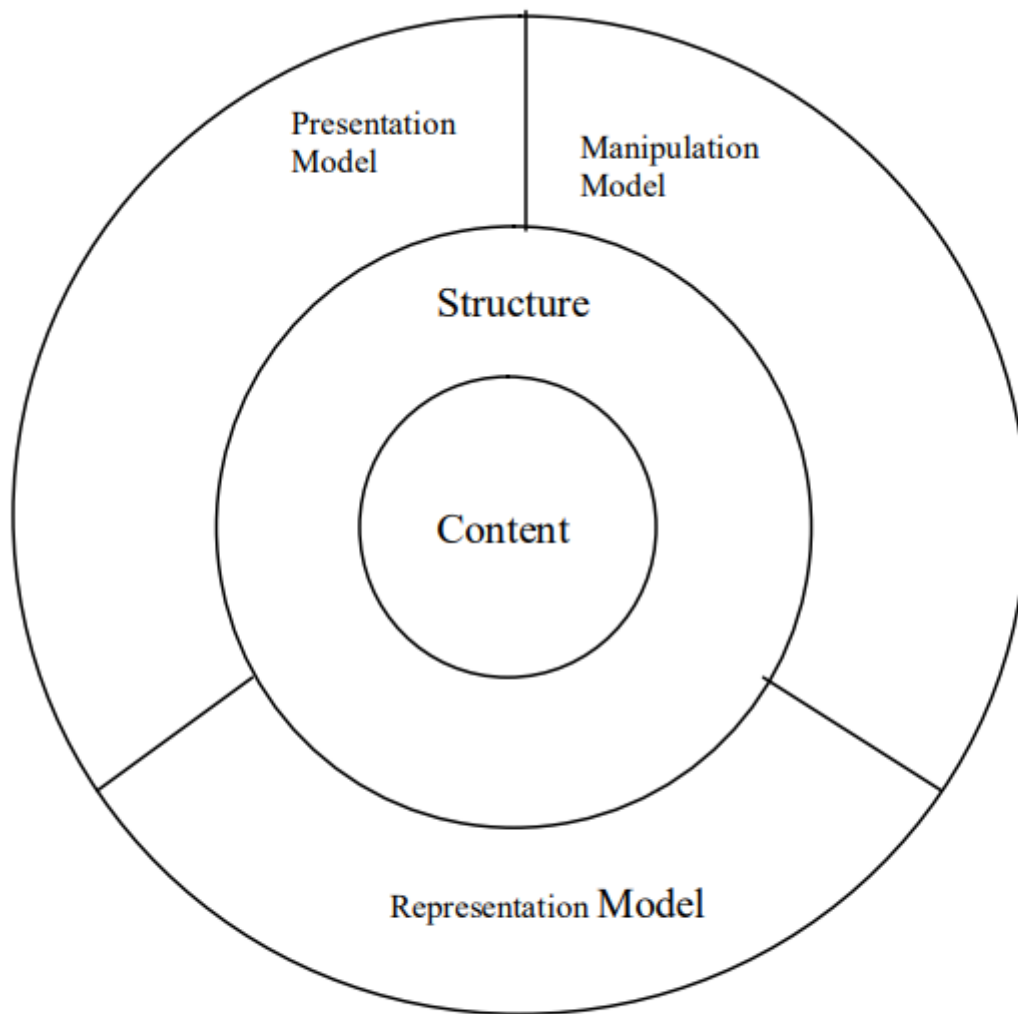 Presentation
Model
Manipulation
Model
Structure
Content
Representation Model